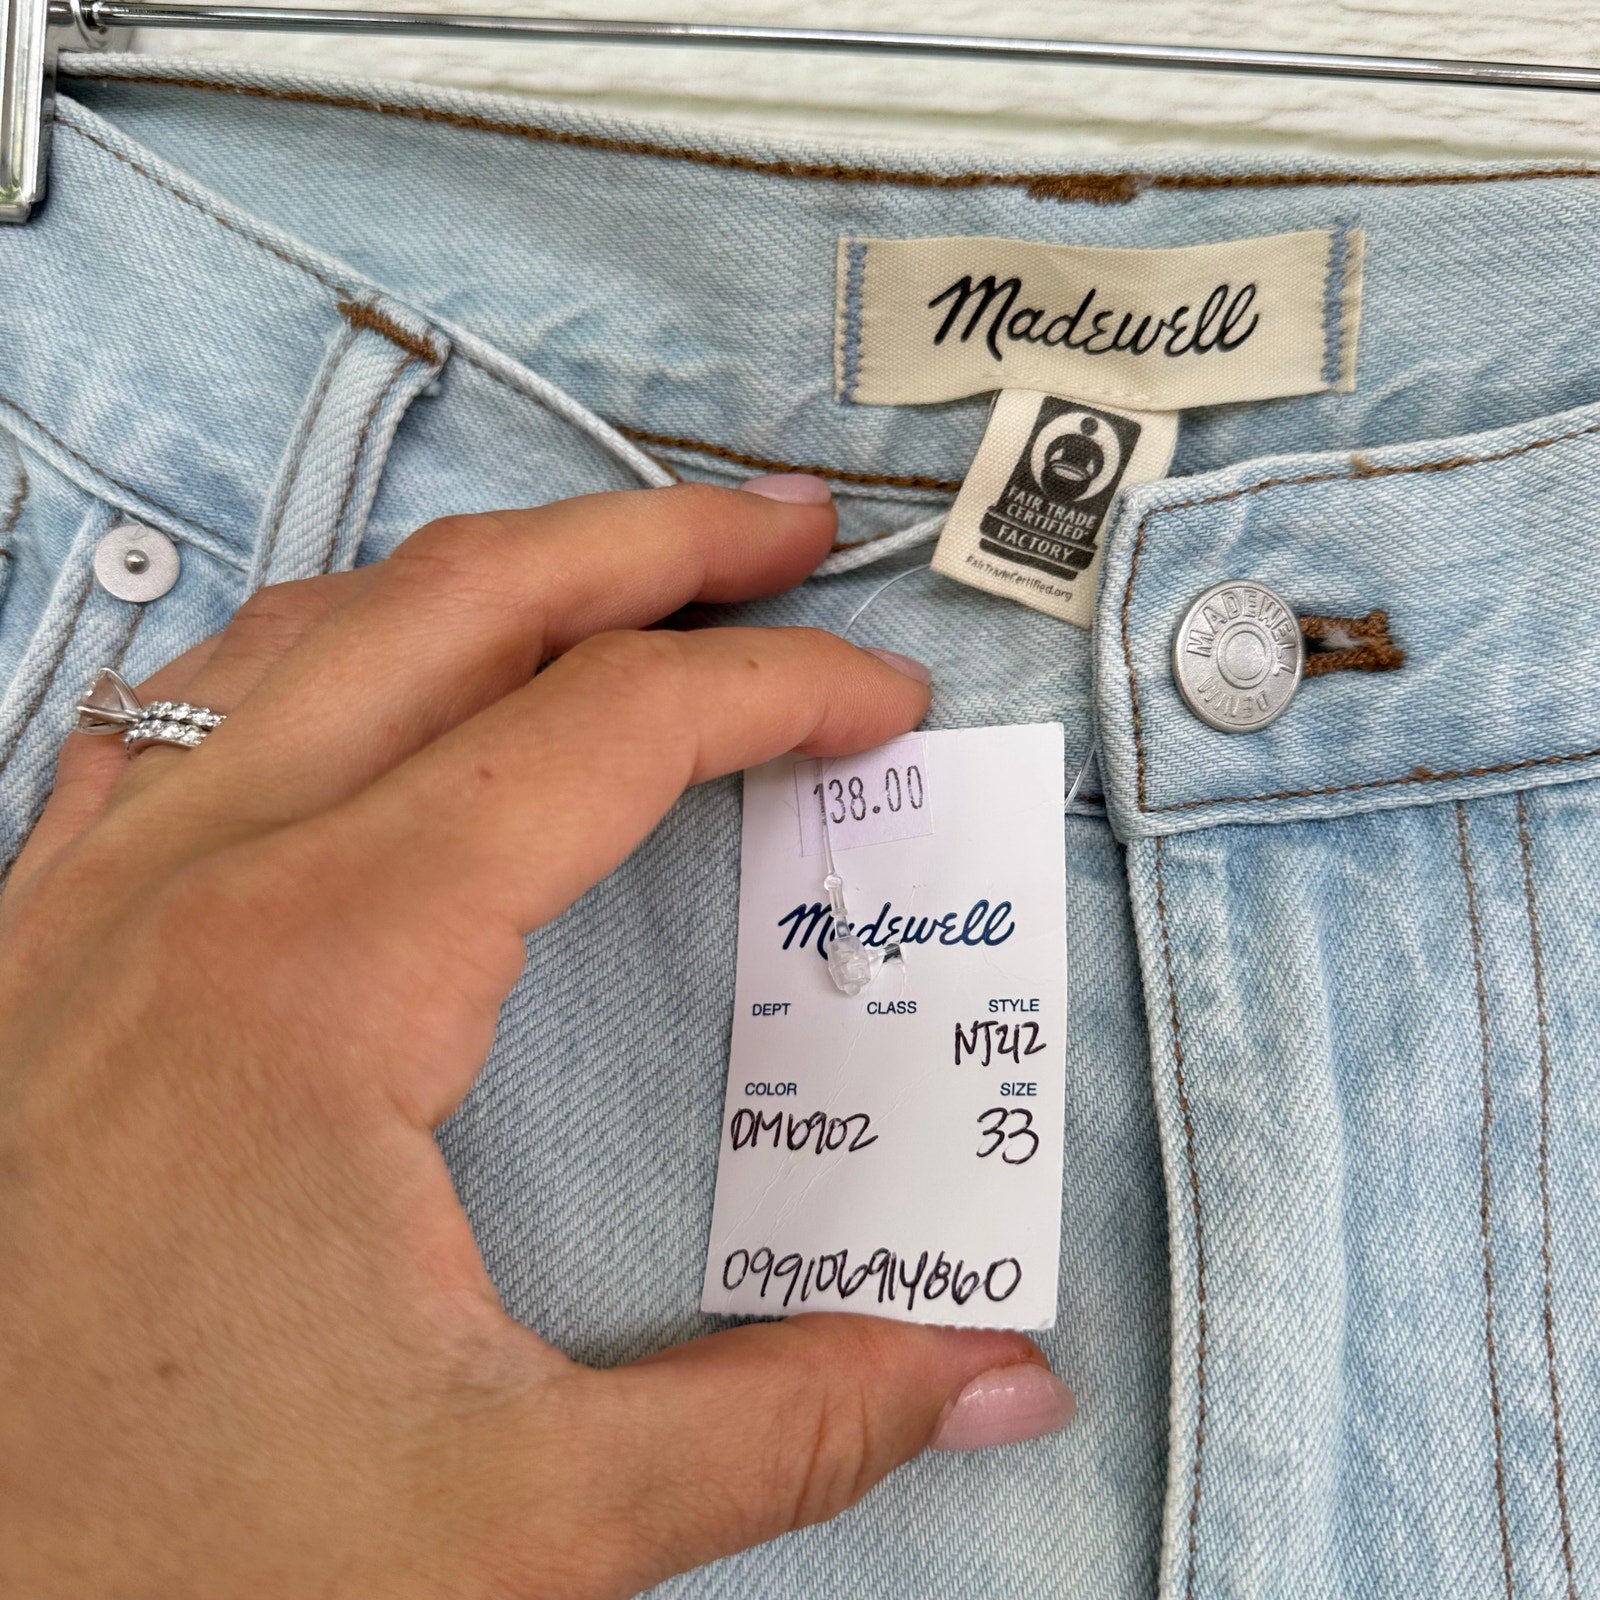 Madewell
FAIR TRADE
CERTIFIED
FACTORY
FairTradeCertified.org
MADEWELL
DENIM
138.00
Madewell
DEPT CLASS STYLE
NJ212
COLOR SIZE
DM6902 33
099106914860